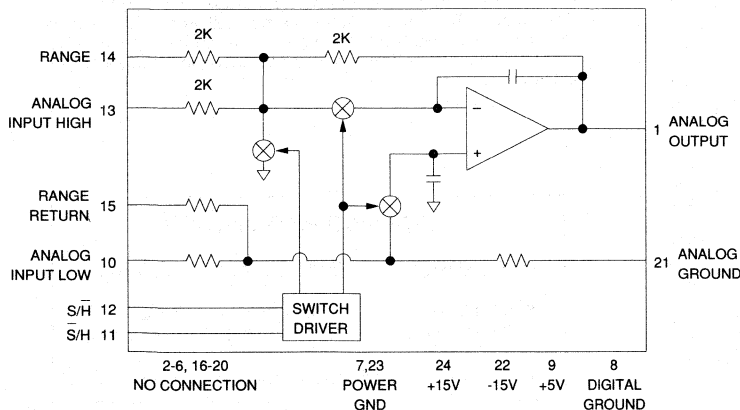 2K
2K
RANGE 14
2K
ANALOG
INPUT HIGH 13
−
+
1 ANALOG
OUTPUT
RANGE
RETURN 15
ANALOG
INPUT LOW 10
21 ANALOG
GROUND
S/H̅ 12
S̅/H 11
SWITCH
DRIVER
2-6, 16-20
NO CONNECTION
7,23
POWER
GND
24
+15V
22
-15V
9
+5V
8
DIGITAL
GROUND